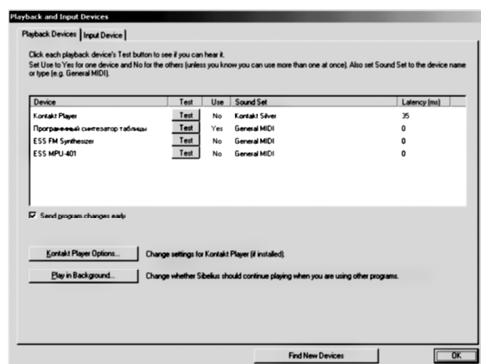 Playback and Input Devices
Playback Devices Input Device
Click each playback device's Test button to see if you can hear it.
Set Use to Yes for one device and No for the others (unless you know you can use more than one at once). Also set Sound Set to the device name
or type (e.g. General MIDI).
Device Test Use Sound Set Latency (ms)
Kontakt Player Test No Kontakt Silver 35
Программный синтезатор таблицы Test Yes General MIDI 0
ESS FM Synthesizer Test No General MIDI 0
ESS MPU-401 Test No General MIDI 0
Send program changes early
Kontakt Player Options... Change settings for Kontakt Player (if installed).
Play in Background... Change whether Sibelius should continue playing when you are using other programs.
Find New Devices OK